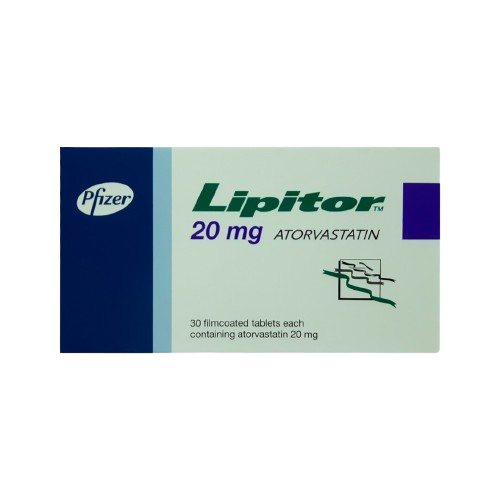 Pfizer
Lipitor™
20 mg ATORVASTATIN
30 filmcoated tablets each
containing atorvastatin 20 mg